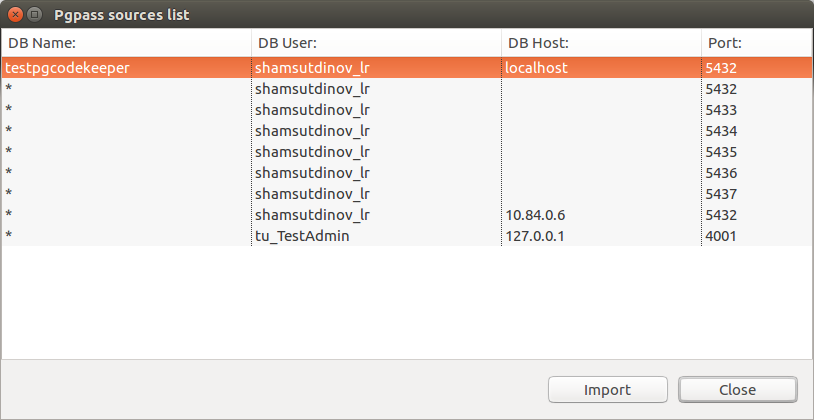 Pgpass sources list
DB Name: DB User: DB Host: Port:
testpgcodekeeper shamsutdinov_lr localhost 5432
* shamsutdinov_lr 5432
* shamsutdinov_lr 5433
* shamsutdinov_lr 5434
* shamsutdinov_lr 5435
* shamsutdinov_lr 5436
* shamsutdinov_lr 5437
* shamsutdinov_lr 10.84.0.6 5432
* tu_TestAdmin 127.0.0.1 4001
Import Close